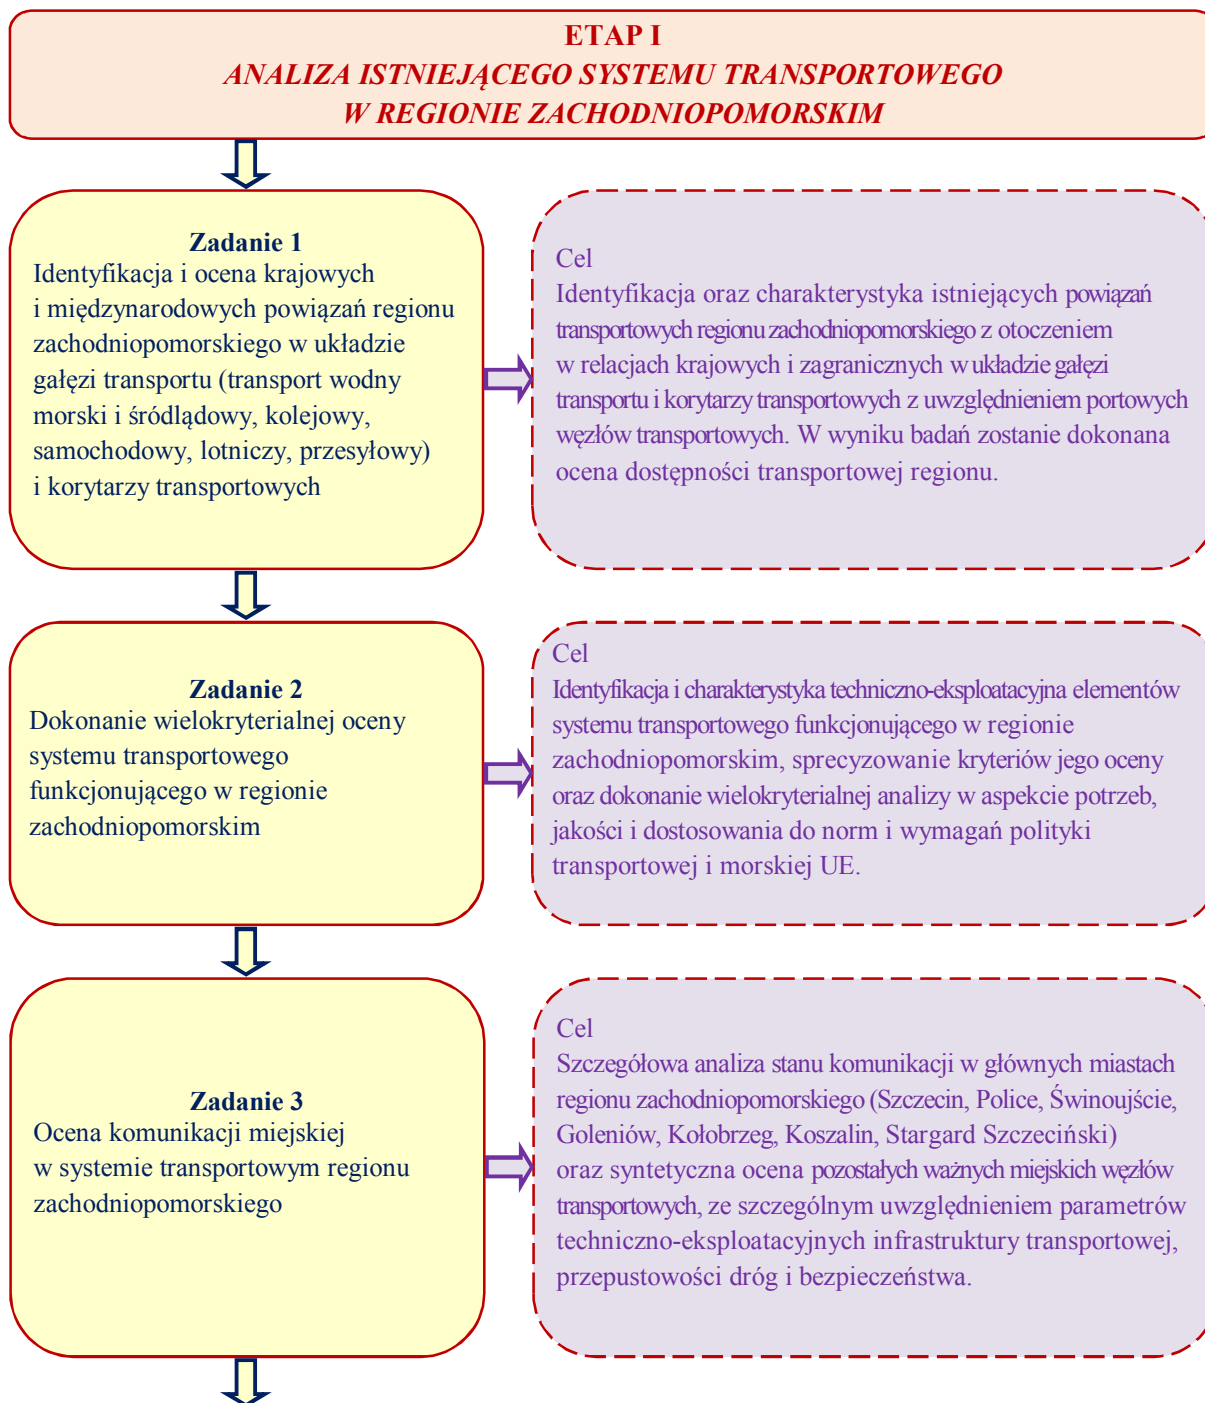 ETAP I
ANALIZA ISTNIEJĄCEGO SYSTEMU TRANSPORTOWEGO
W REGIONIE ZACHODNIOPOMORSKIM
Zadanie 1
Identyfikacja i ocena krajowych
i międzynarodowych powiązań regionu
zachodniopomorskiego w układzie
gałęzi transportu (transport wodny
morski i śródlądowy, kolejowy,
samochodowy, lotniczy, przesyłowy)
i korytarzy transportowych
Cel
Identyfikacja oraz charakterystyka istniejących powiązań
transportowych regionu zachodniopomorskiego z otoczeniem
w relacjach krajowych i zagranicznych w układzie gałęzi
transportu i korytarzy transportowych z uwzględnieniem portowych
węzłów transportowych. W wyniku badań zostanie dokonana
ocena dostępności transportowej regionu.
Zadanie 2
Dokonanie wielokryterialnej oceny
systemu transportowego
funkcjonującego w regionie
zachodniopomorskim
Cel
Identyfikacja i charakterystyka techniczno-eksploatacyjna elementów
systemu transportowego funkcjonującego w regionie
zachodniopomorskim, sprecyzowanie kryteriów jego oceny
oraz dokonanie wielokryterialnej analizy w aspekcie potrzeb,
jakości i dostosowania do norm i wymagań polityki
transportowej i morskiej UE.
Zadanie 3
Ocena komunikacji miejskiej
w systemie transportowym regionu
zachodniopomorskiego
Cel
Szczegółowa analiza stanu komunikacji w głównych miastach
regionu zachodniopomorskiego (Szczecin, Police, Świnoujście,
Goleniów, Kołobrzeg, Koszalin, Stargard Szczeciński)
oraz syntetyczna ocena pozostałych ważnych miejskich węzłów
transportowych, ze szczególnym uwzględnieniem parametrów
techniczno-eksploatacyjnych infrastruktury transportowej,
przepustowości dróg i bezpieczeństwa.